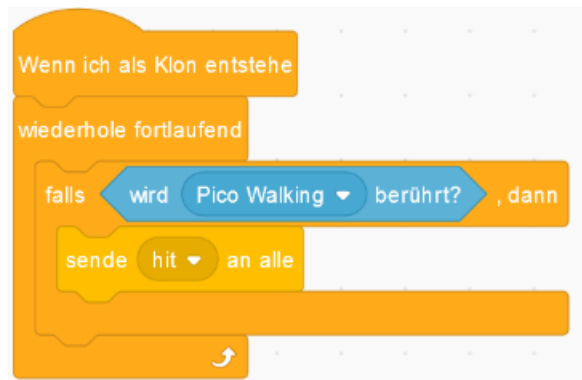 Wenn ich als Klon entstehe
wiederhole fortlaufend
falls wird Pico Walking berührt? , dann
sende hit an alle